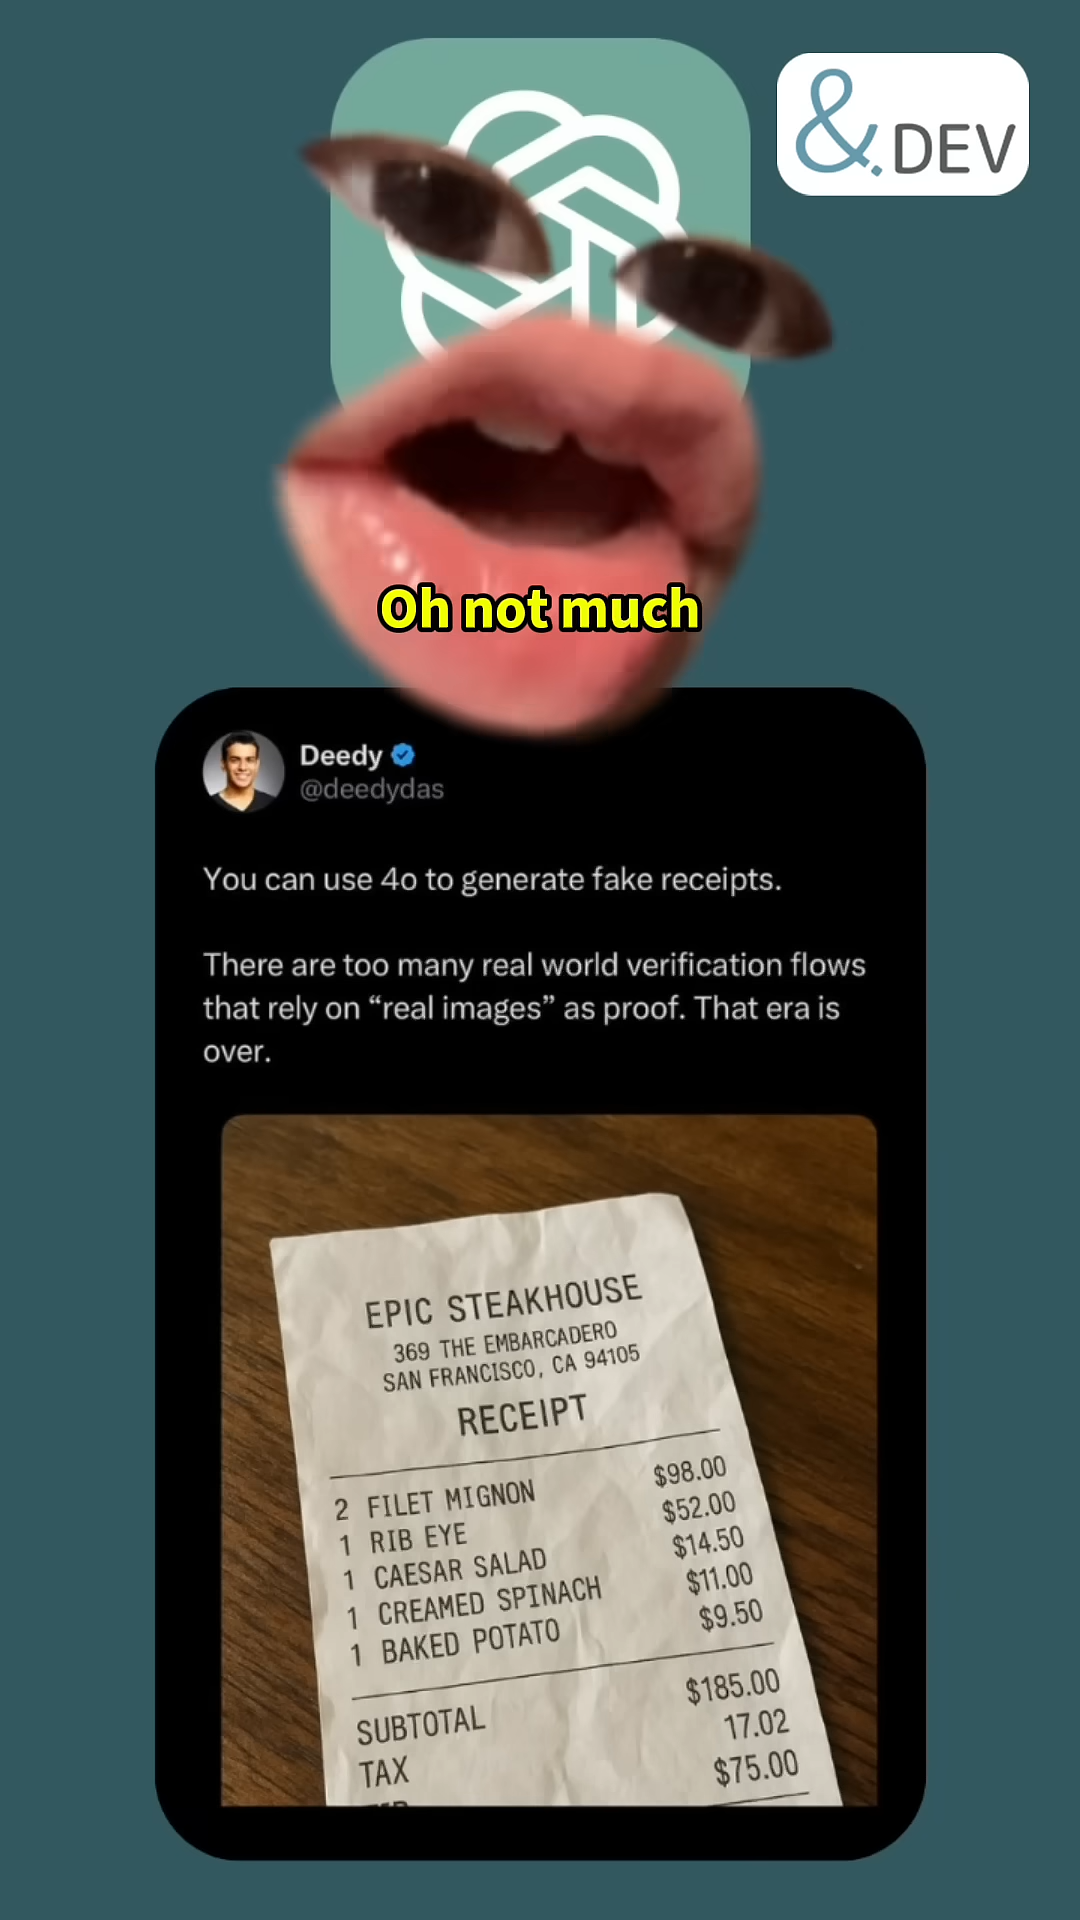 &.DEV
Oh not much
Deedy
@deedydas
You can use 4o to generate fake receipts.
There are too many real world verification flows
that rely on “real images” as proof. That era is
over.
EPIC STEAKHOUSE
369 THE EMBARCADERO
SAN FRANCISCO, CA 94105
RECEIPT
2 FILET MIGNON $98.00
1 RIB EYE $52.00
1 CAESAR SALAD $14.50
1 CREAMED SPINACH $11.00
1 BAKED POTATO $9.50
SUBTOTAL $185.00
TAX 17.02
$75.00